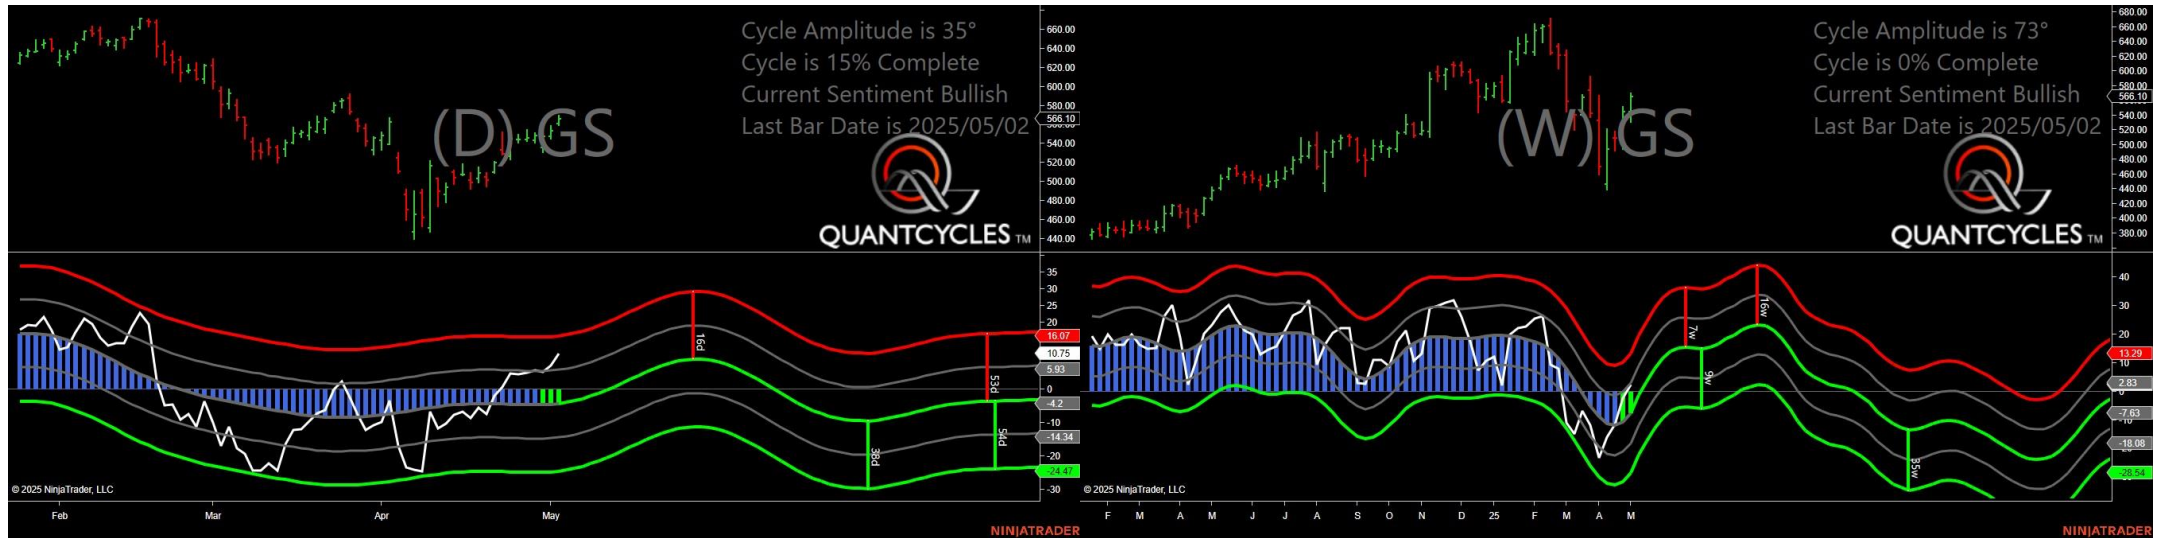 Cycle Amplitude is 35°
Cycle is 15% Complete
Current Sentiment Bullish
Last Bar Date is 2025/05/02
(D) GS
QUANTCYCLES TM
660.00
640.00
620.00
600.00
580.00
566.10
540.00
520.00
500.00
480.00
460.00
440.00
35
30
25
20
16.07
10.75
5.93
0
-4.2
-10
-14.34
-20
-24.47
-30
16d
38d
53d
54d
© 2025 NinjaTrader, LLC
Feb
Mar
Apr
May
NINJATRADER
Cycle Amplitude is 73°
Cycle is 0% Complete
Current Sentiment Bullish
Last Bar Date is 2025/05/02
(W) GS
QUANTCYCLES TM
680.00
660.00
640.00
620.00
600.00
580.00
566.10
540.00
520.00
500.00
480.00
460.00
440.00
420.00
400.00
380.00
40
30
20
13.29
10
2.83
0
-7.63
-18.08
-28.54
7w
9w
16w
35w
© 2025 NinjaTrader, LLC
F M A M J J A S O N D 25 F M A M
NINJATRADER